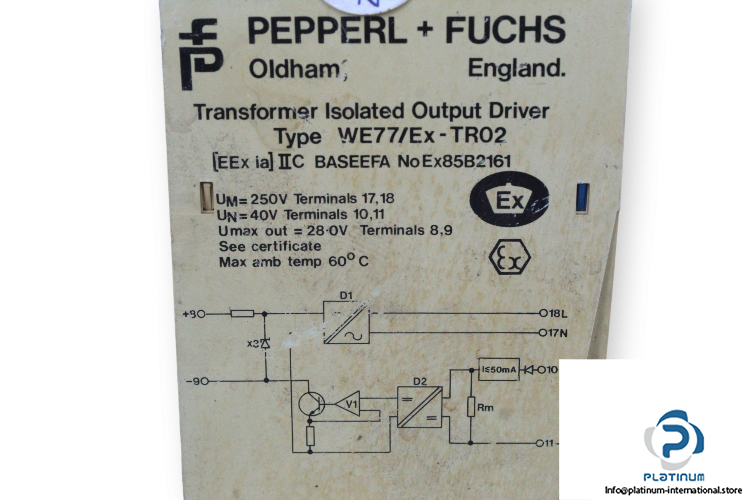 PEPPERL + FUCHS
Oldham, England.
Transformer Isolated Output Driver
Type WE77/Ex-TR02
[EEx ia] IIC BASEEFA No Ex85B2161
UM= 250V Terminals 17,18
UN= 40V Terminals 10,11
Umax out = 28·0V Terminals 8,9
See certificate
Max amb temp 60°C
Ex
εx
D1
+8
18L
17N
x3
-9
D2
I≤50mA
10
V1
Rm
11
PLATINUM
Info@platinum-international.store